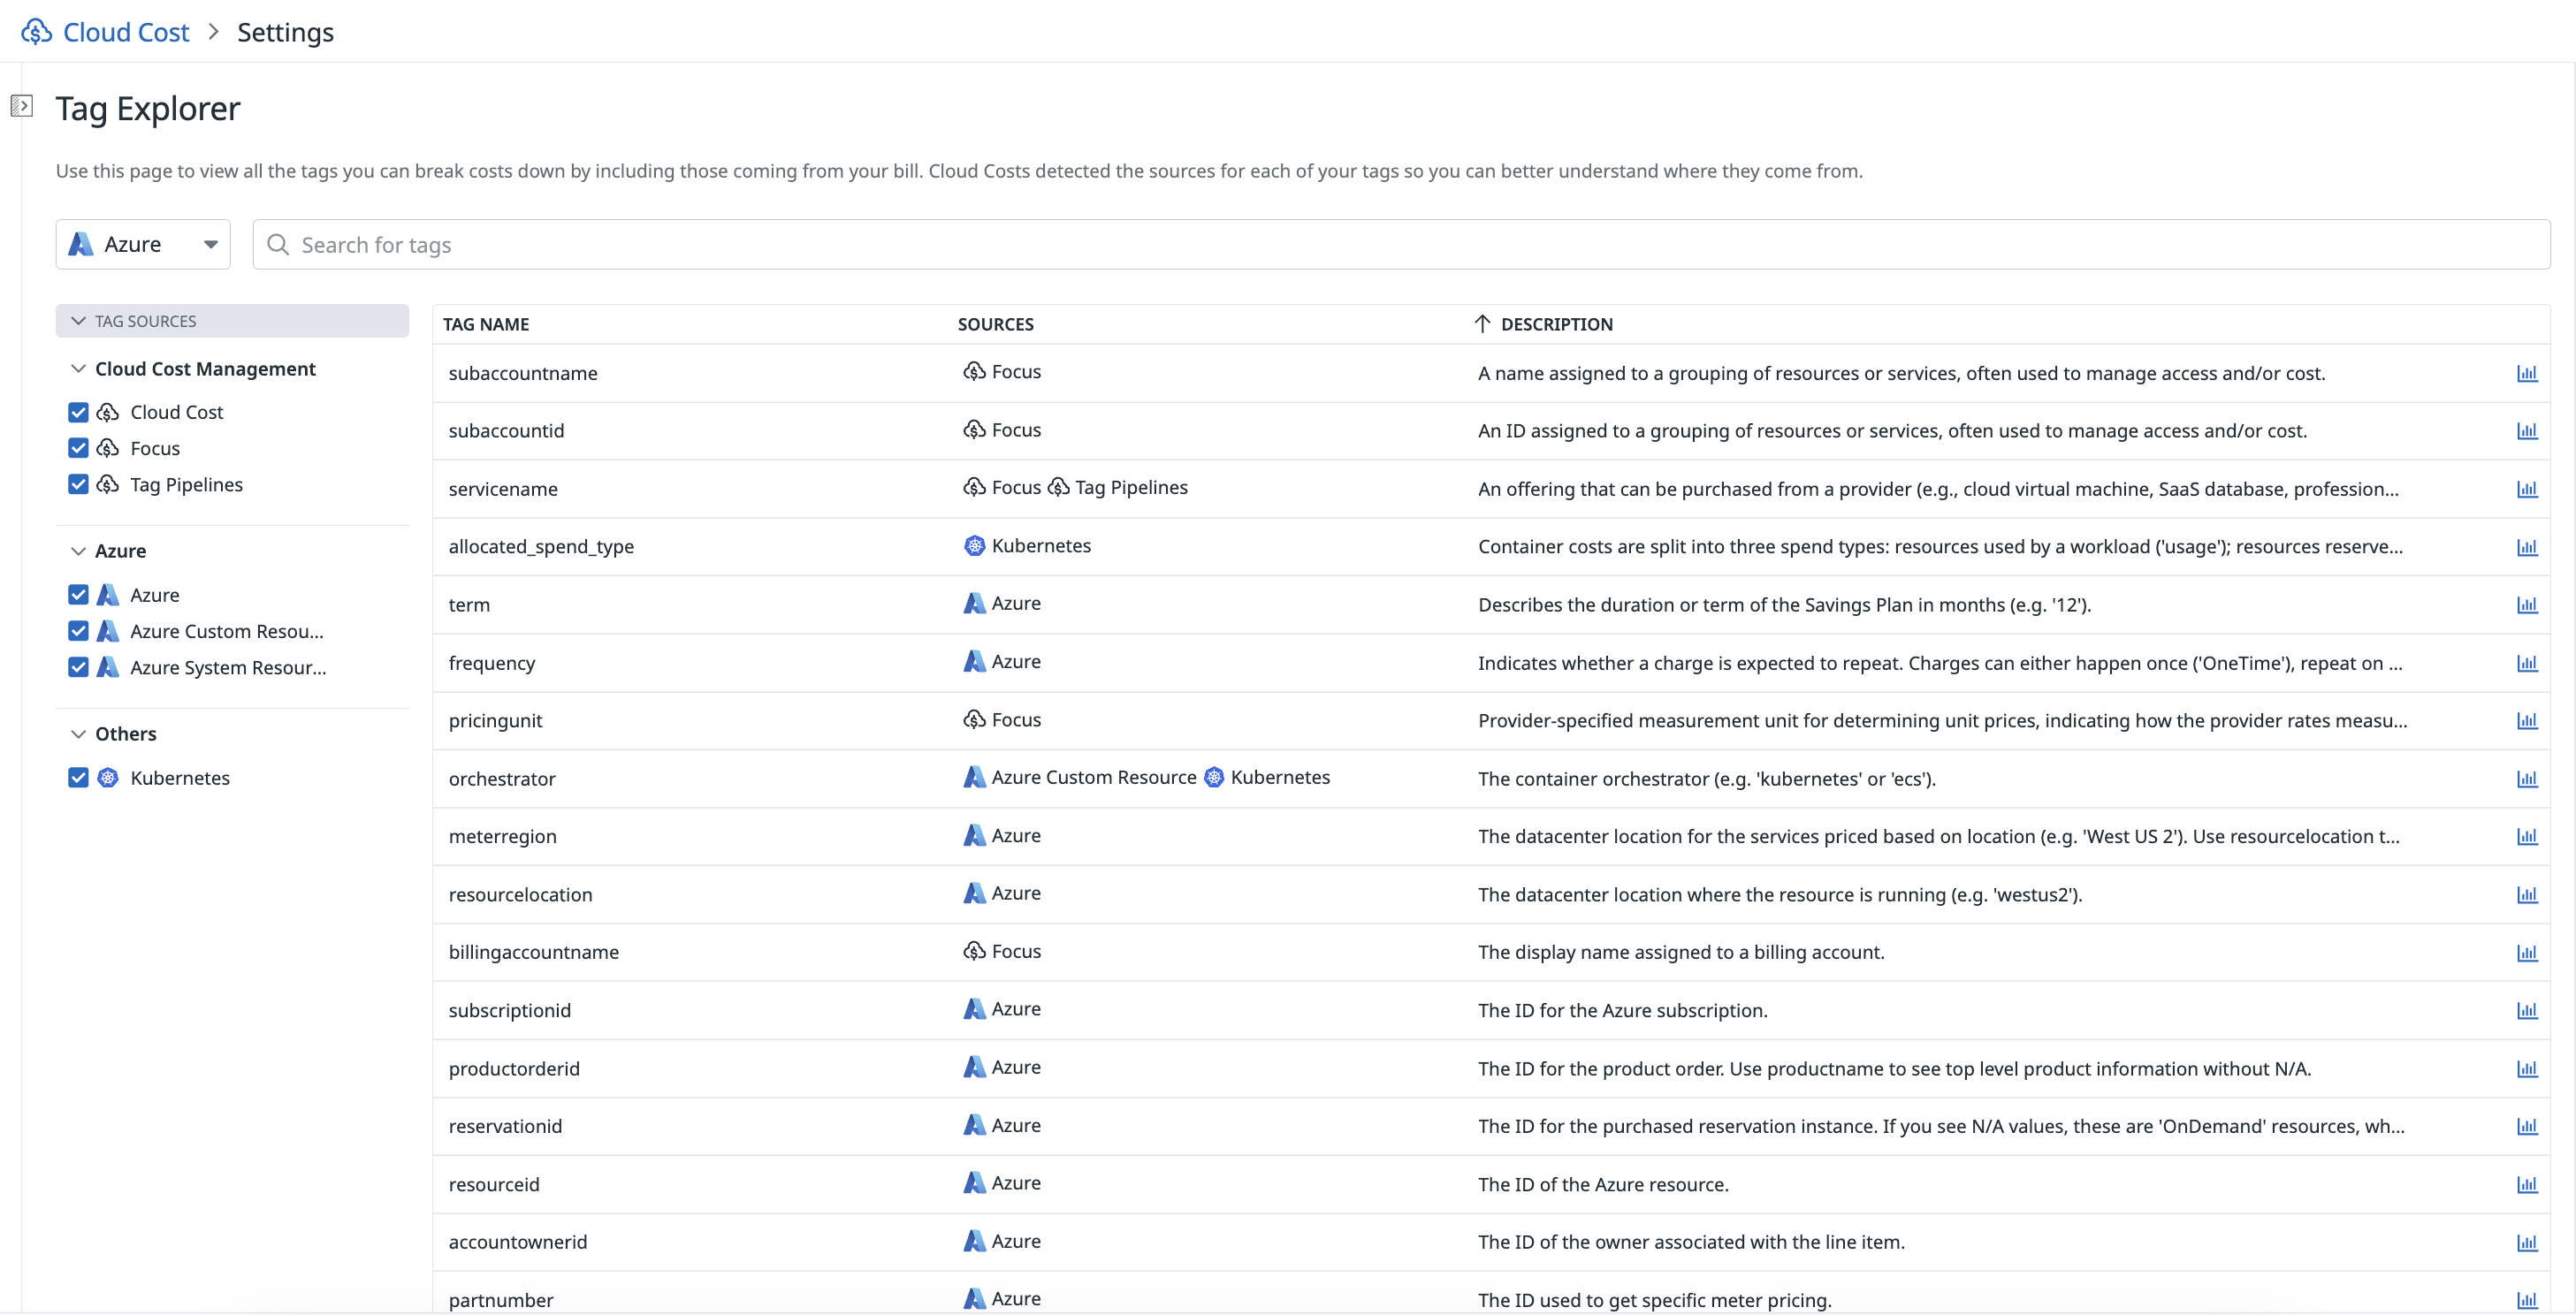 Cloud Cost > Settings
Tag Explorer
Use this page to view all the tags you can break costs down by including those coming from your bill. Cloud Costs detected the sources for each of your tags so you can better understand where they come from.
Azure
Search for tags
TAG SOURCES
Cloud Cost Management
Cloud Cost
Focus
Tag Pipelines
Azure
Azure
Azure Custom Resou...
Azure System Resour...
Others
Kubernetes
TAG NAME SOURCES DESCRIPTION
subaccountname Focus A name assigned to a grouping of resources or services, often used to manage access and/or cost.
subaccountid Focus An ID assigned to a grouping of resources or services, often used to manage access and/or cost.
servicename Focus Tag Pipelines An offering that can be purchased from a provider (e.g., cloud virtual machine, SaaS database, profession...
allocated_spend_type Kubernetes Container costs are split into three spend types: resources used by a workload ('usage'); resources reserve...
term Azure Describes the duration or term of the Savings Plan in months (e.g. '12').
frequency Azure Indicates whether a charge is expected to repeat. Charges can either happen once ('OneTime'), repeat on ...
pricingunit Focus Provider-specified measurement unit for determining unit prices, indicating how the provider rates measu...
orchestrator Azure Custom Resource Kubernetes The container orchestrator (e.g. 'kubernetes' or 'ecs').
meterregion Azure The datacenter location for the services priced based on location (e.g. 'West US 2'). Use resourcelocation t...
resourcelocation Azure The datacenter location where the resource is running (e.g. 'westus2').
billingaccountname Focus The display name assigned to a billing account.
subscriptionid Azure The ID for the Azure subscription.
productorderid Azure The ID for the product order. Use productname to see top level product information without N/A.
reservationid Azure The ID for the purchased reservation instance. If you see N/A values, these are 'OnDemand' resources, wh...
resourceid Azure The ID of the Azure resource.
accountownerid Azure The ID of the owner associated with the line item.
partnumber Azure The ID used to get specific meter pricing.